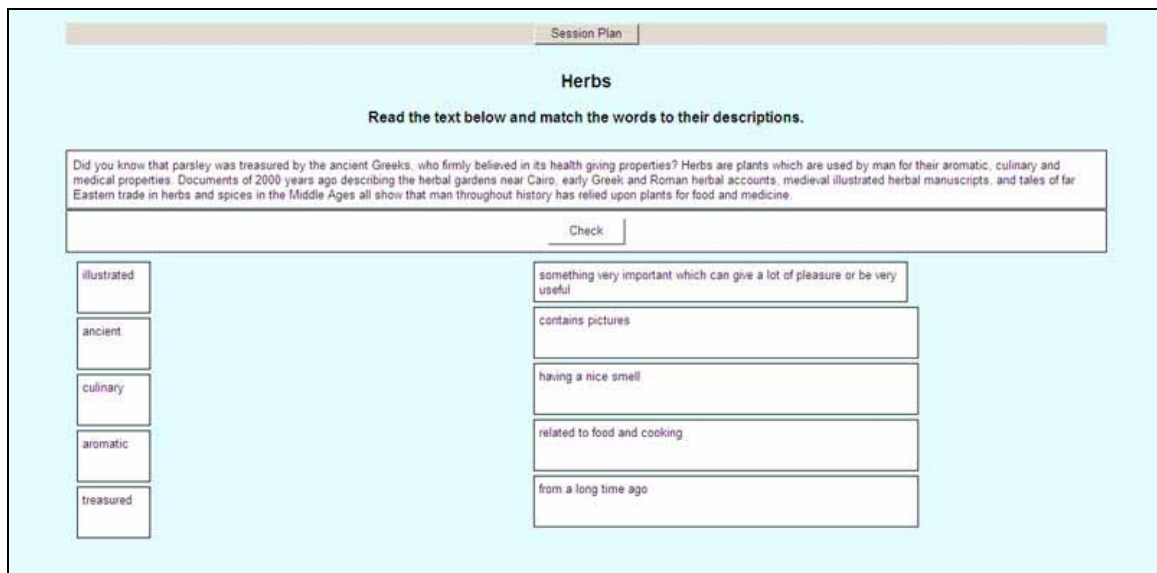 Session Plan
Herbs
Read the text below and match the words to their descriptions.
Did you know that parsley was treasured by the ancient Greeks, who firmly believed in its health giving properties? Herbs are plants which are used by man for their aromatic, culinary and
medical properties. Documents of 2000 years ago describing the herbal gardens near Cairo, early Greek and Roman herbal accounts, medieval illustrated herbal manuscripts, and tales of far
Eastern trade in herbs and spices in the Middle Ages all show that man throughout history has relied upon plants for food and medicine.
Check
illustrated
ancient
culinary
aromatic
treasured
something very important which can give a lot of pleasure or be very
useful
contains pictures
having a nice smell
related to food and cooking
from a long time ago